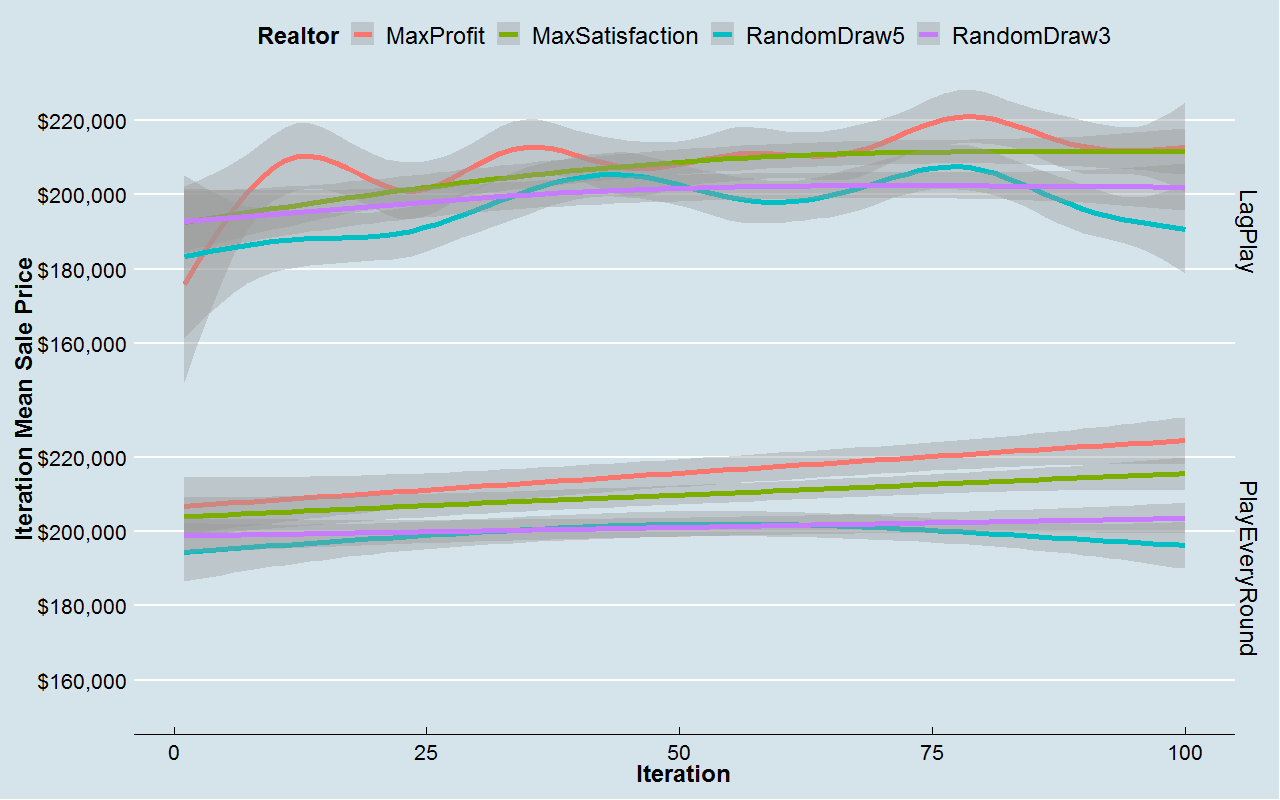 Realtor MaxProfit MaxSatisfaction RandomDraw5 RandomDraw3
Iteration Mean Sale Price
$220,000
$200,000
$180,000
$160,000
LagPlay
$220,000
$200,000
$180,000
$160,000
PlayEveryRound
0 25 50 75 100
Iteration